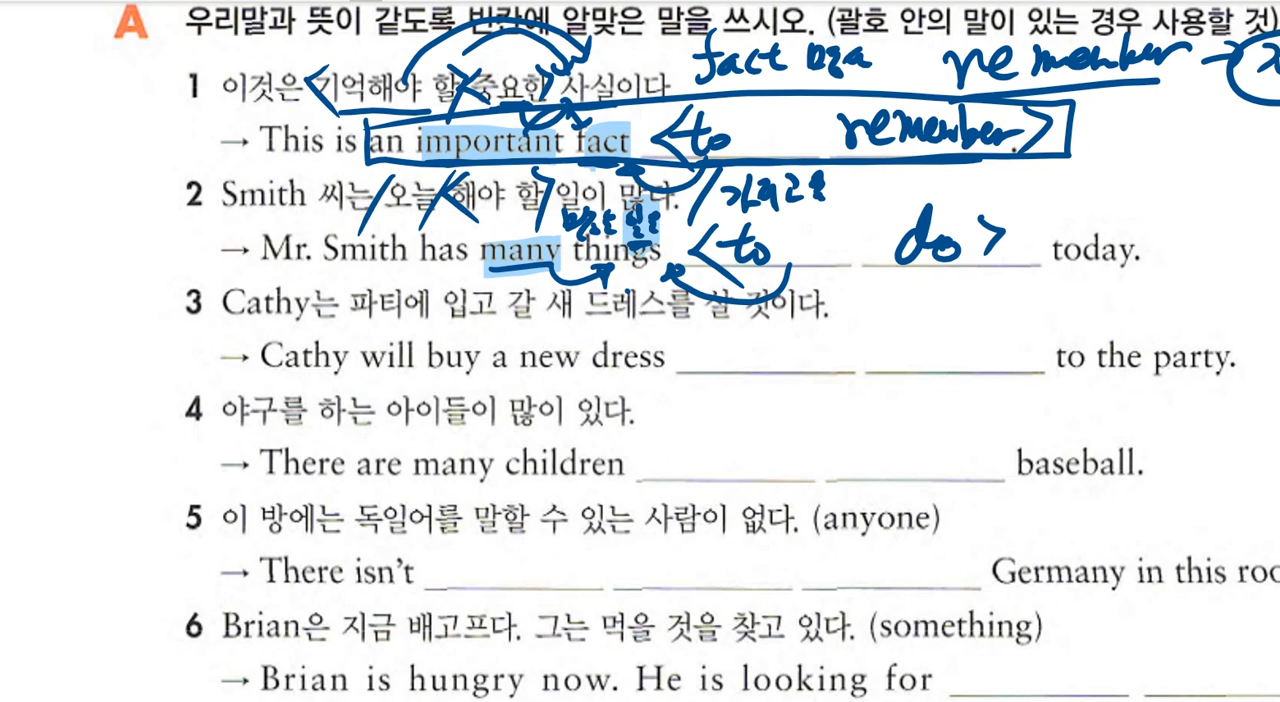 A 우리말과 뜻이 같도록 빈칸에 알맞은 말을 쓰시오. (괄호 안의 말이 있는 경우 사용할 것)
fact remember
1 이것은 기억해야 할 중요한 사실이다
→ This is an important fact <to remember.>
2 Smith 씨는 오늘 해야 할 일이 많다.
→ Mr. Smith has many things <to do> today.
3 Cathy는 파티에 입고 갈 새 드레스를 살 것이다.
→ Cathy will buy a new dress to the party.
4 야구를 하는 아이들이 많이 있다.
→ There are many children baseball.
5 이 방에는 독일어를 말할 수 있는 사람이 없다. (anyone)
→ There isn't Germany in this roo
6 Brian은 지금 배고프다. 그는 먹을 것을 찾고 있다. (something)
→ Brian is hungry now. He is looking for